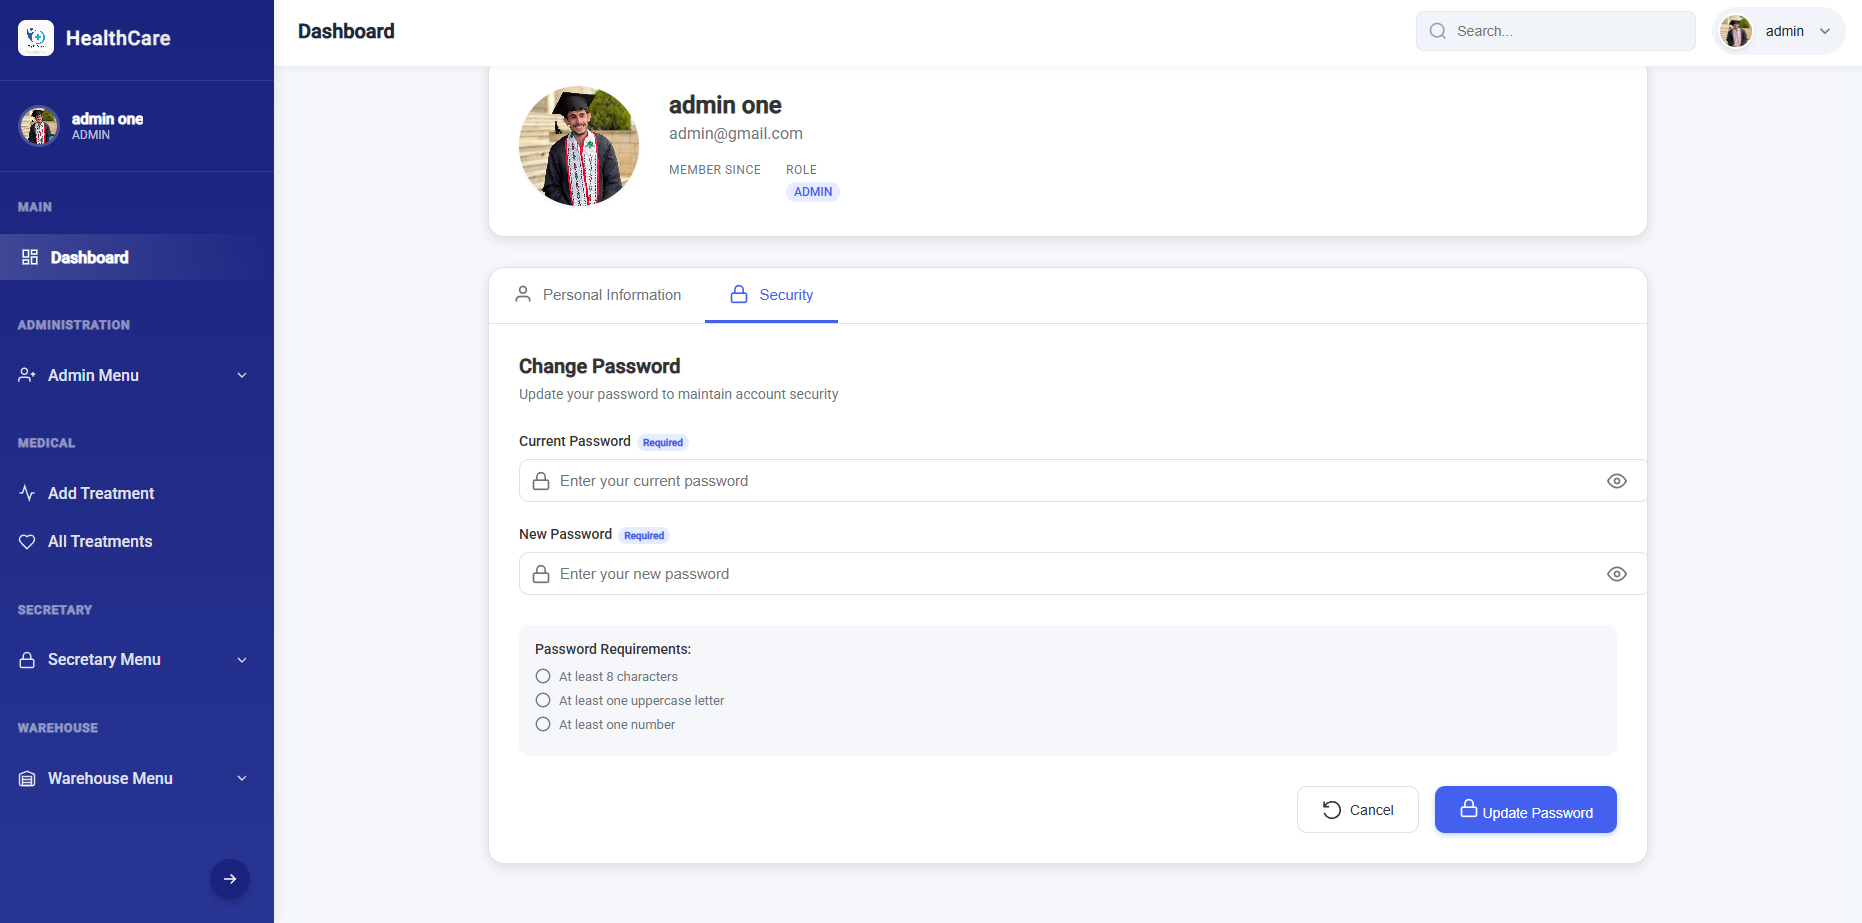 HealthCare
admin one
ADMIN
MAIN
Dashboard
ADMINISTRATION
Admin Menu
MEDICAL
Add Treatment
All Treatments
SECRETARY
Secretary Menu
WAREHOUSE
Warehouse Menu
Dashboard
Search...
admin
admin one
admin@gmail.com
MEMBER SINCE
ROLE
ADMIN
Personal Information
Security
Change Password
Update your password to maintain account security
Current Password Required
Enter your current password
New Password Required
Enter your new password
Password Requirements:
At least 8 characters
At least one uppercase letter
At least one number
Cancel
Update Password